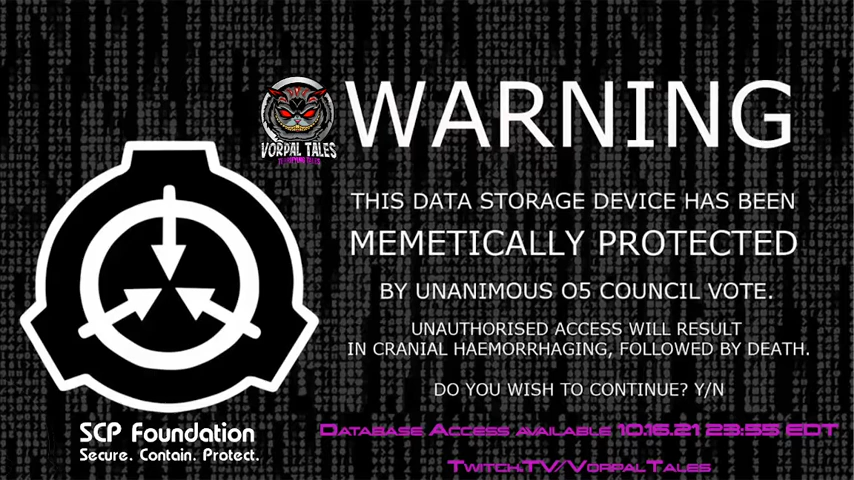 WARNING
VORPAL TALES
THIS DATA STORAGE DEVICE HAS BEEN
MEMETICALLY PROTECTED
BY UNANIMOUS O5 COUNCIL VOTE.
UNAUTHORISED ACCESS WILL RESULT
IN CRANIAL HAEMORRHAGING, FOLLOWED BY DEATH.
DO YOU WISH TO CONTINUE? Y/N
SCP Foundation
Secure. Contain. Protect.
Database Access available 10.16.21 23:55 EDT
Twitch.TV/VorpalTales